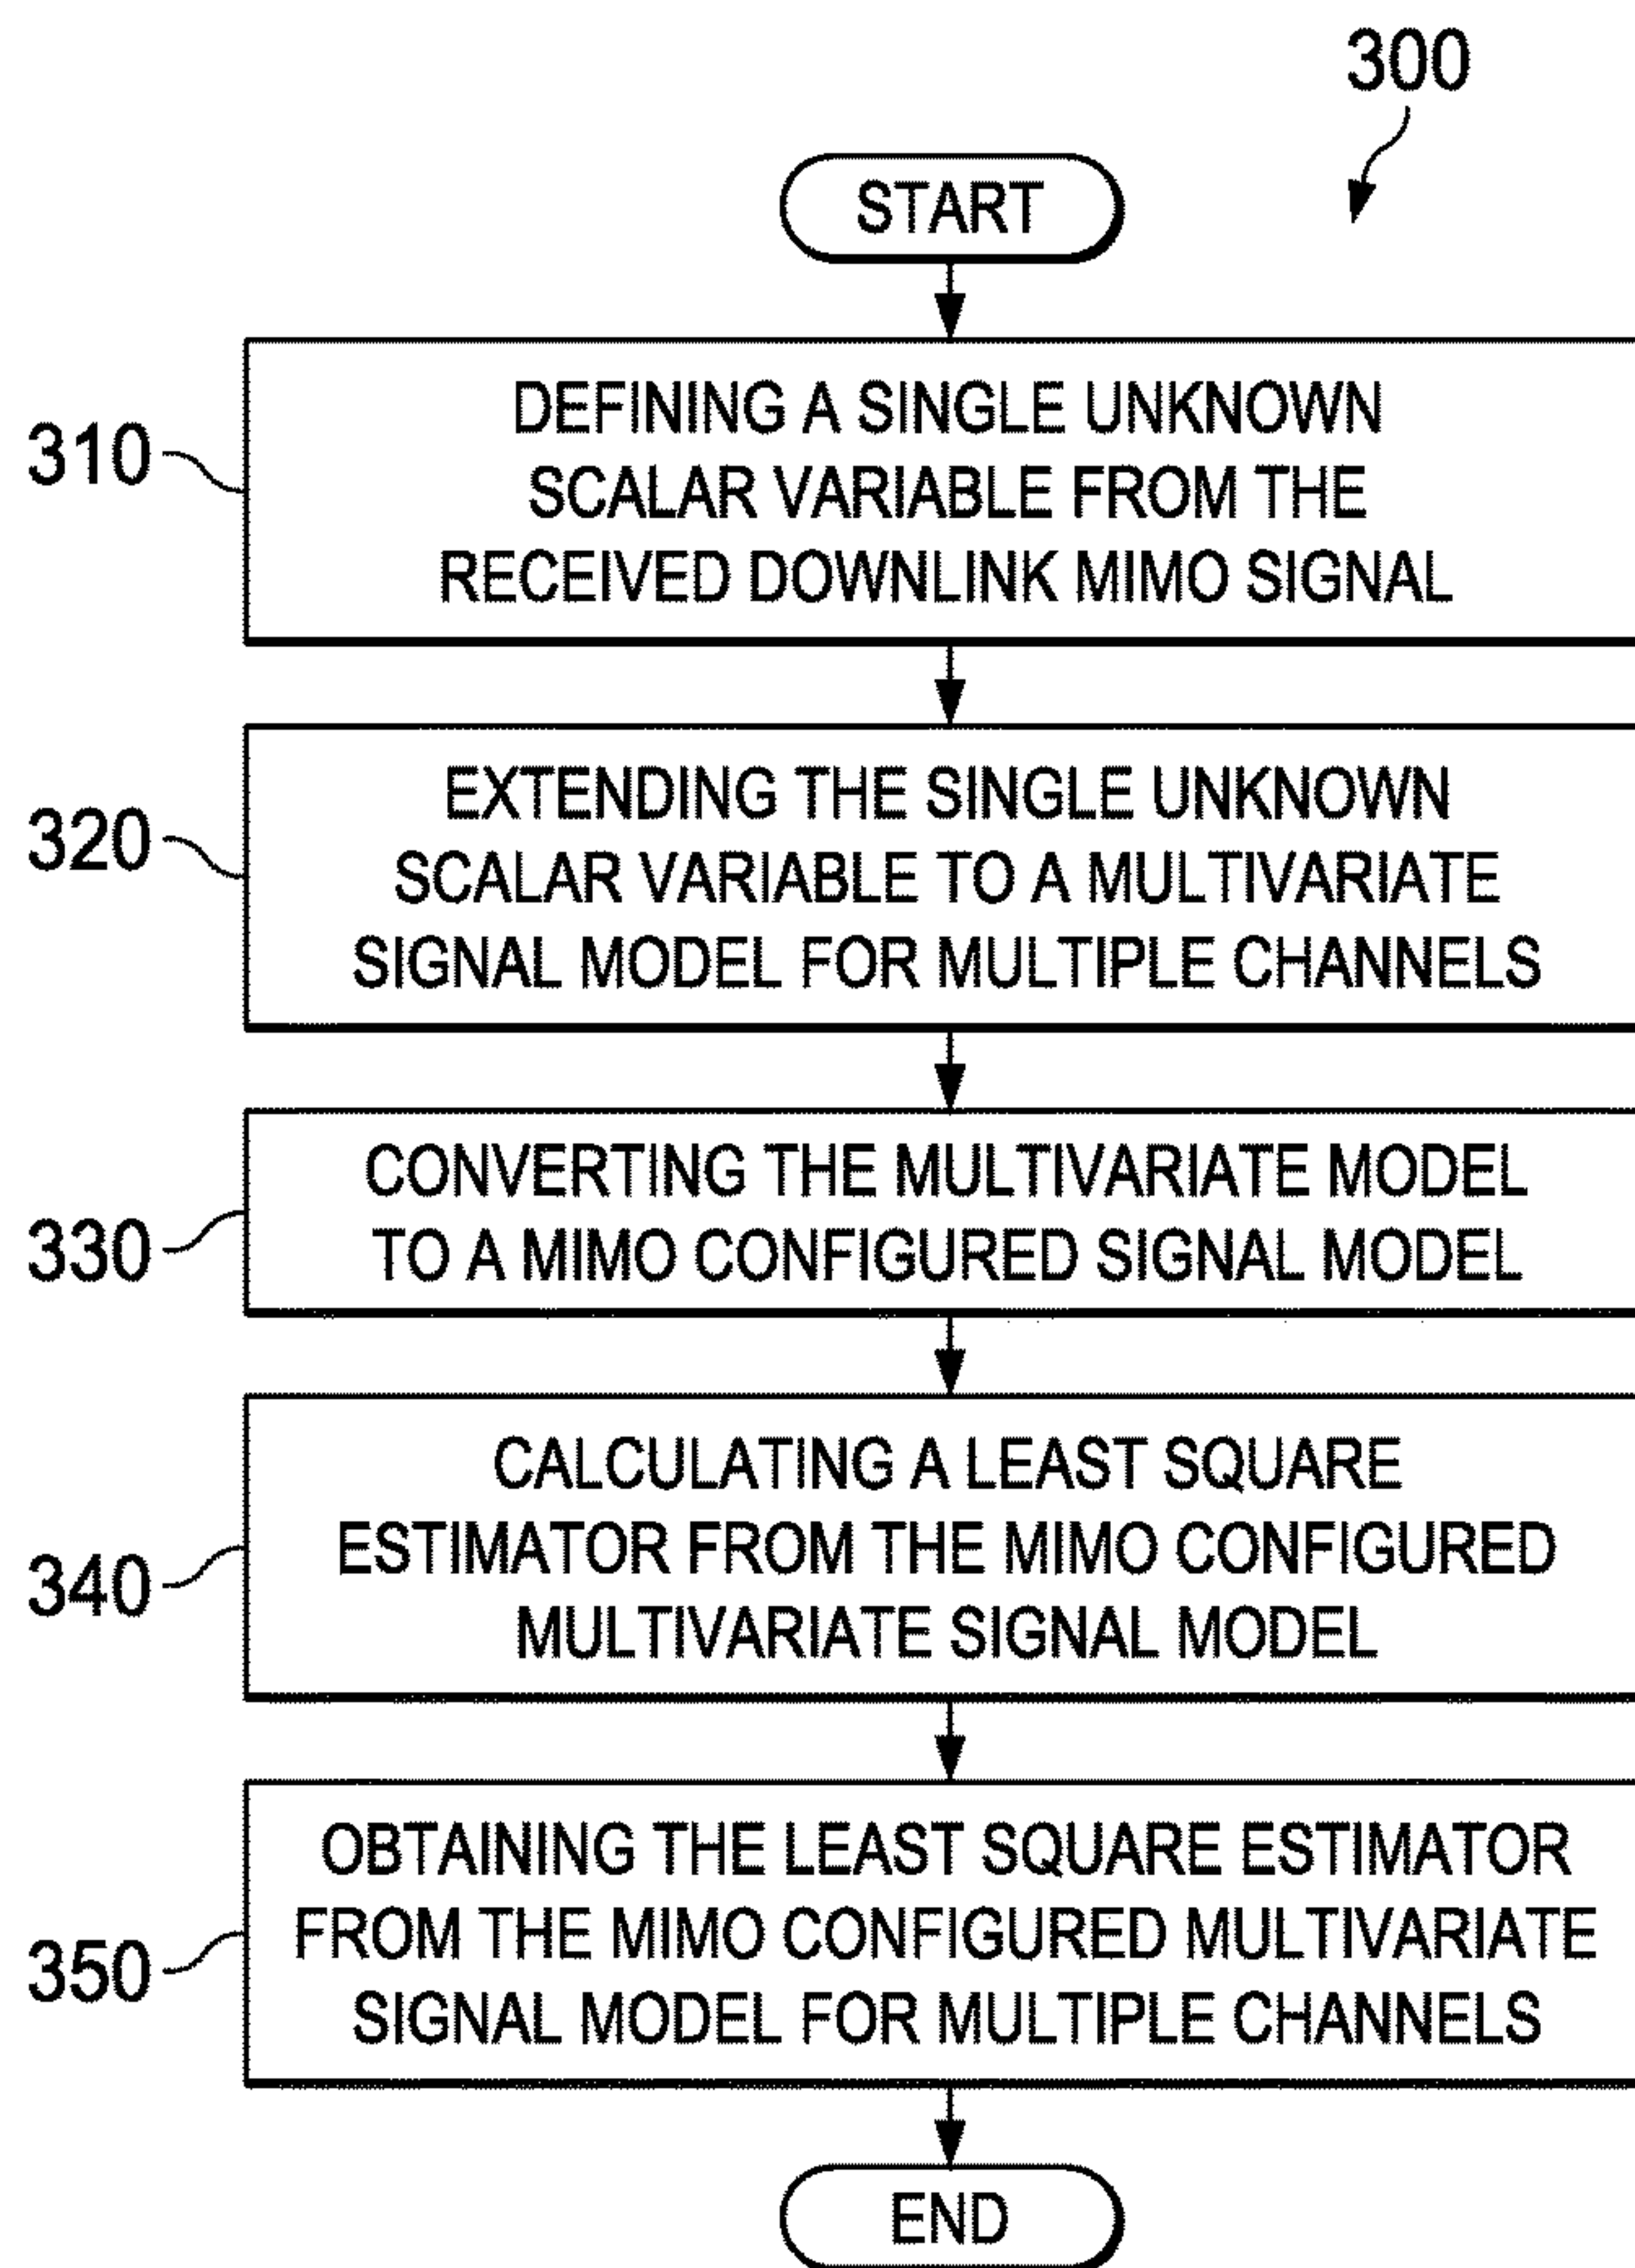 300
START
310
DEFINING A SINGLE UNKNOWN
SCALAR VARIABLE FROM THE
RECEIVED DOWNLINK MIMO SIGNAL
320
EXTENDING THE SINGLE UNKNOWN
SCALAR VARIABLE TO A MULTIVARIATE
SIGNAL MODEL FOR MULTIPLE CHANNELS
330
CONVERTING THE MULTIVARIATE MODEL
TO A MIMO CONFIGURED SIGNAL MODEL
340
CALCULATING A LEAST SQUARE
ESTIMATOR FROM THE MIMO CONFIGURED
MULTIVARIATE SIGNAL MODEL
350
OBTAINING THE LEAST SQUARE ESTIMATOR
FROM THE MIMO CONFIGURED MULTIVARIATE
SIGNAL MODEL FOR MULTIPLE CHANNELS
END